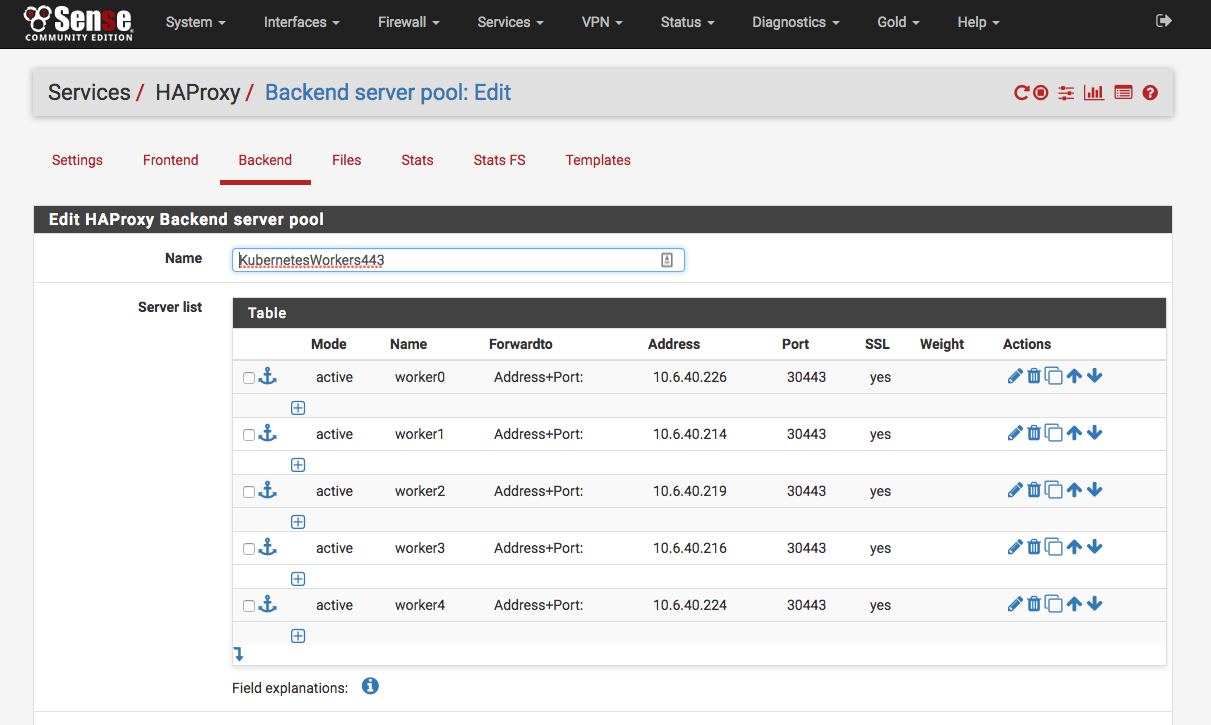 Sense
COMMUNITY EDITION
System Interfaces Firewall Services VPN Status Diagnostics Gold Help
Services / HAProxy / Backend server pool: Edit
Settings Frontend Backend Files Stats Stats FS Templates
Edit HAProxy Backend server pool
Name KubernetesWorkers443
Server list
Table
Mode Name Forwardto Address Port SSL Weight Actions
active worker0 Address+Port: 10.6.40.226 30443 yes
active worker1 Address+Port: 10.6.40.214 30443 yes
active worker2 Address+Port: 10.6.40.219 30443 yes
active worker3 Address+Port: 10.6.40.216 30443 yes
active worker4 Address+Port: 10.6.40.224 30443 yes
Field explanations: